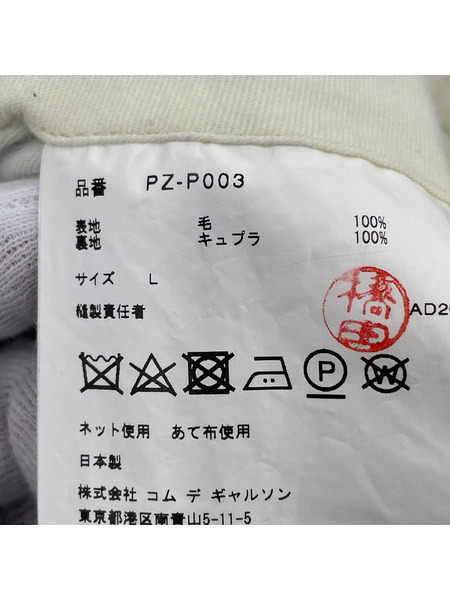 品番 PZ-P003
表地 毛 100%
裏地 キュプラ 100%
サイズ L
縫製責任者
AD2
P W
ネット使用 あて布使用
日本製
株式会社 コム デ ギャルソン
東京都港区南青山5-11-5